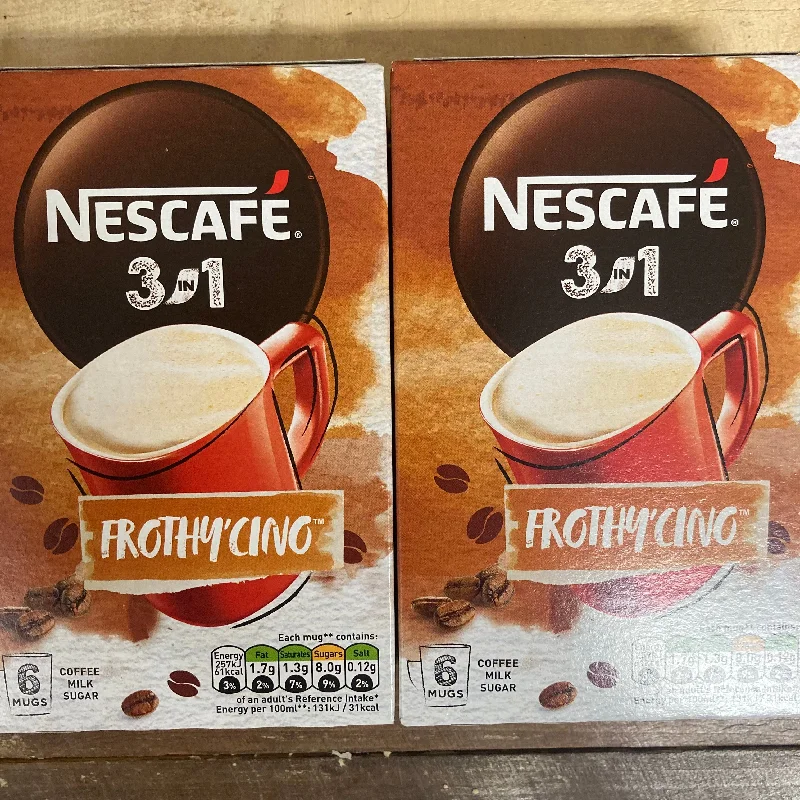 NESCAFÉ®
3 IN 1
FROTHY'CINO™
Each mug** contains:
Energy Fat Saturates Sugars Salt
257kJ 61kcal 1.7g 1.3g 8.0g 0.12g
3% 2% 7% 9% 2%
of an adult's Reference Intake*
Energy per 100ml**: 131kJ / 31kcal
6 MUGS
COFFEE
MILK
SUGAR
NESCAFÉ®
3 IN 1
FROTHY'CINO™
6 MUGS
COFFEE
MILK
SUGAR